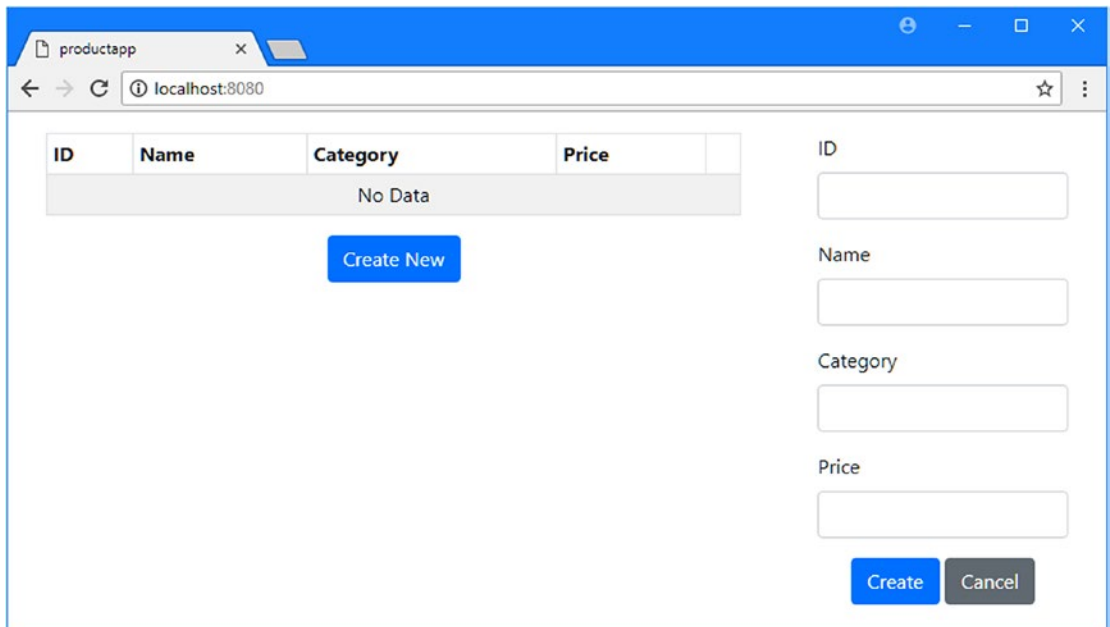 productapp
localhost:8080
ID Name Category Price
No Data
Create New
ID
Name
Category
Price
Create Cancel